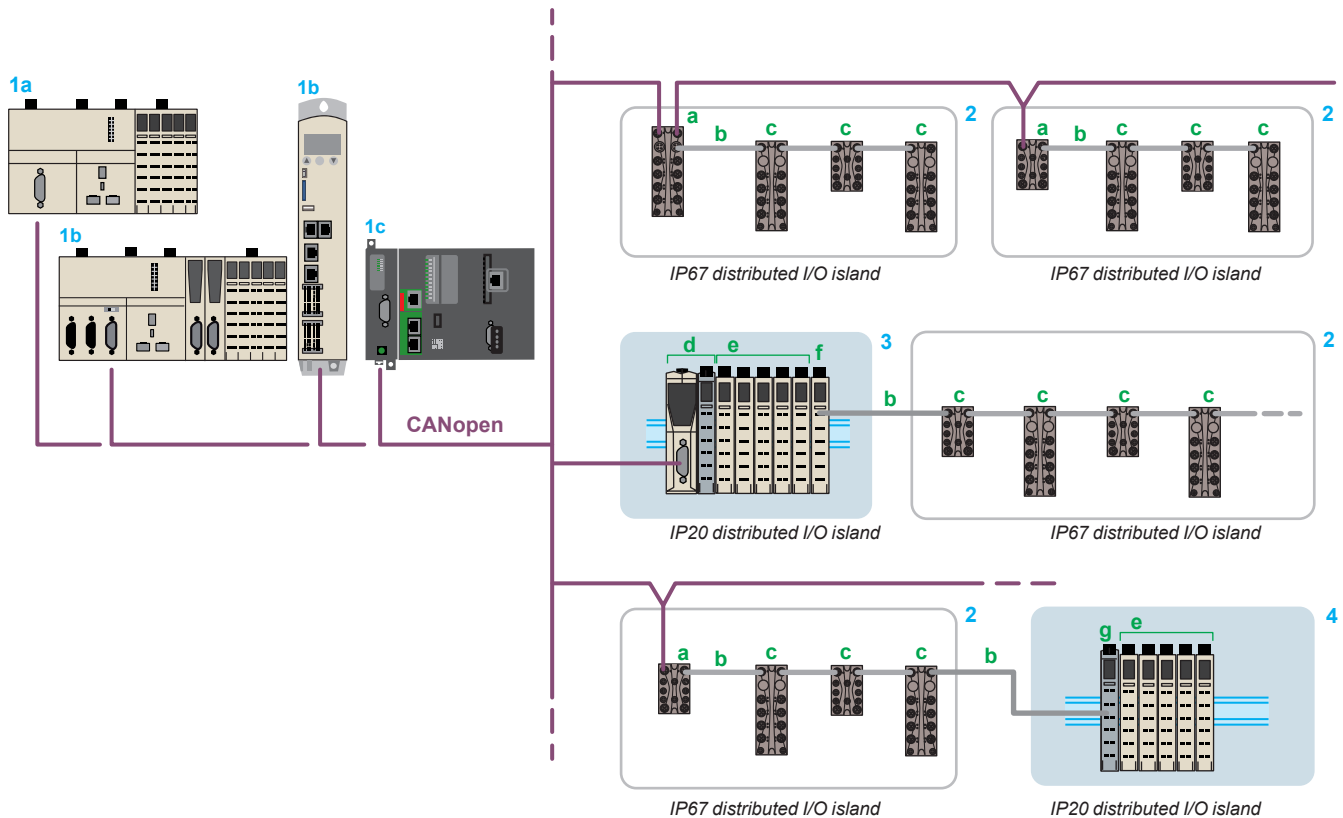 1a
1b
1b
1c
CANopen
a
b
c
c
c
2
IP67 distributed I/O island
a
b
c
c
c
2
IP67 distributed I/O island
d
e
f
3
IP20 distributed I/O island
b
c
c
c
c
2
IP67 distributed I/O island
a
b
c
c
c
2
IP67 distributed I/O island
b
g
e
4
IP20 distributed I/O island